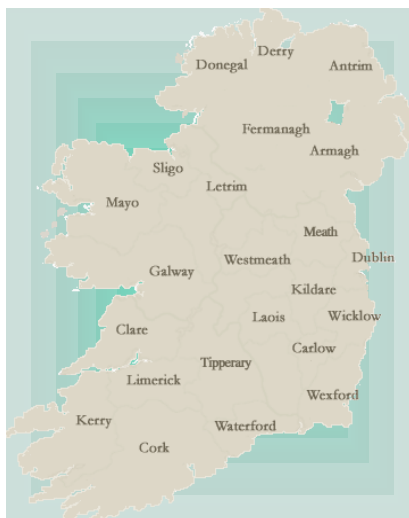 Derry
Donegal
Antrim
Fermanagh
Armagh
Sligo
Letrim
Mayo
Meath
Westmeath
Dublin
Galway
Kildare
Laois
Wicklow
Clare
Carlow
Tipperary
Limerick
Wexford
Kerry
Waterford
Cork